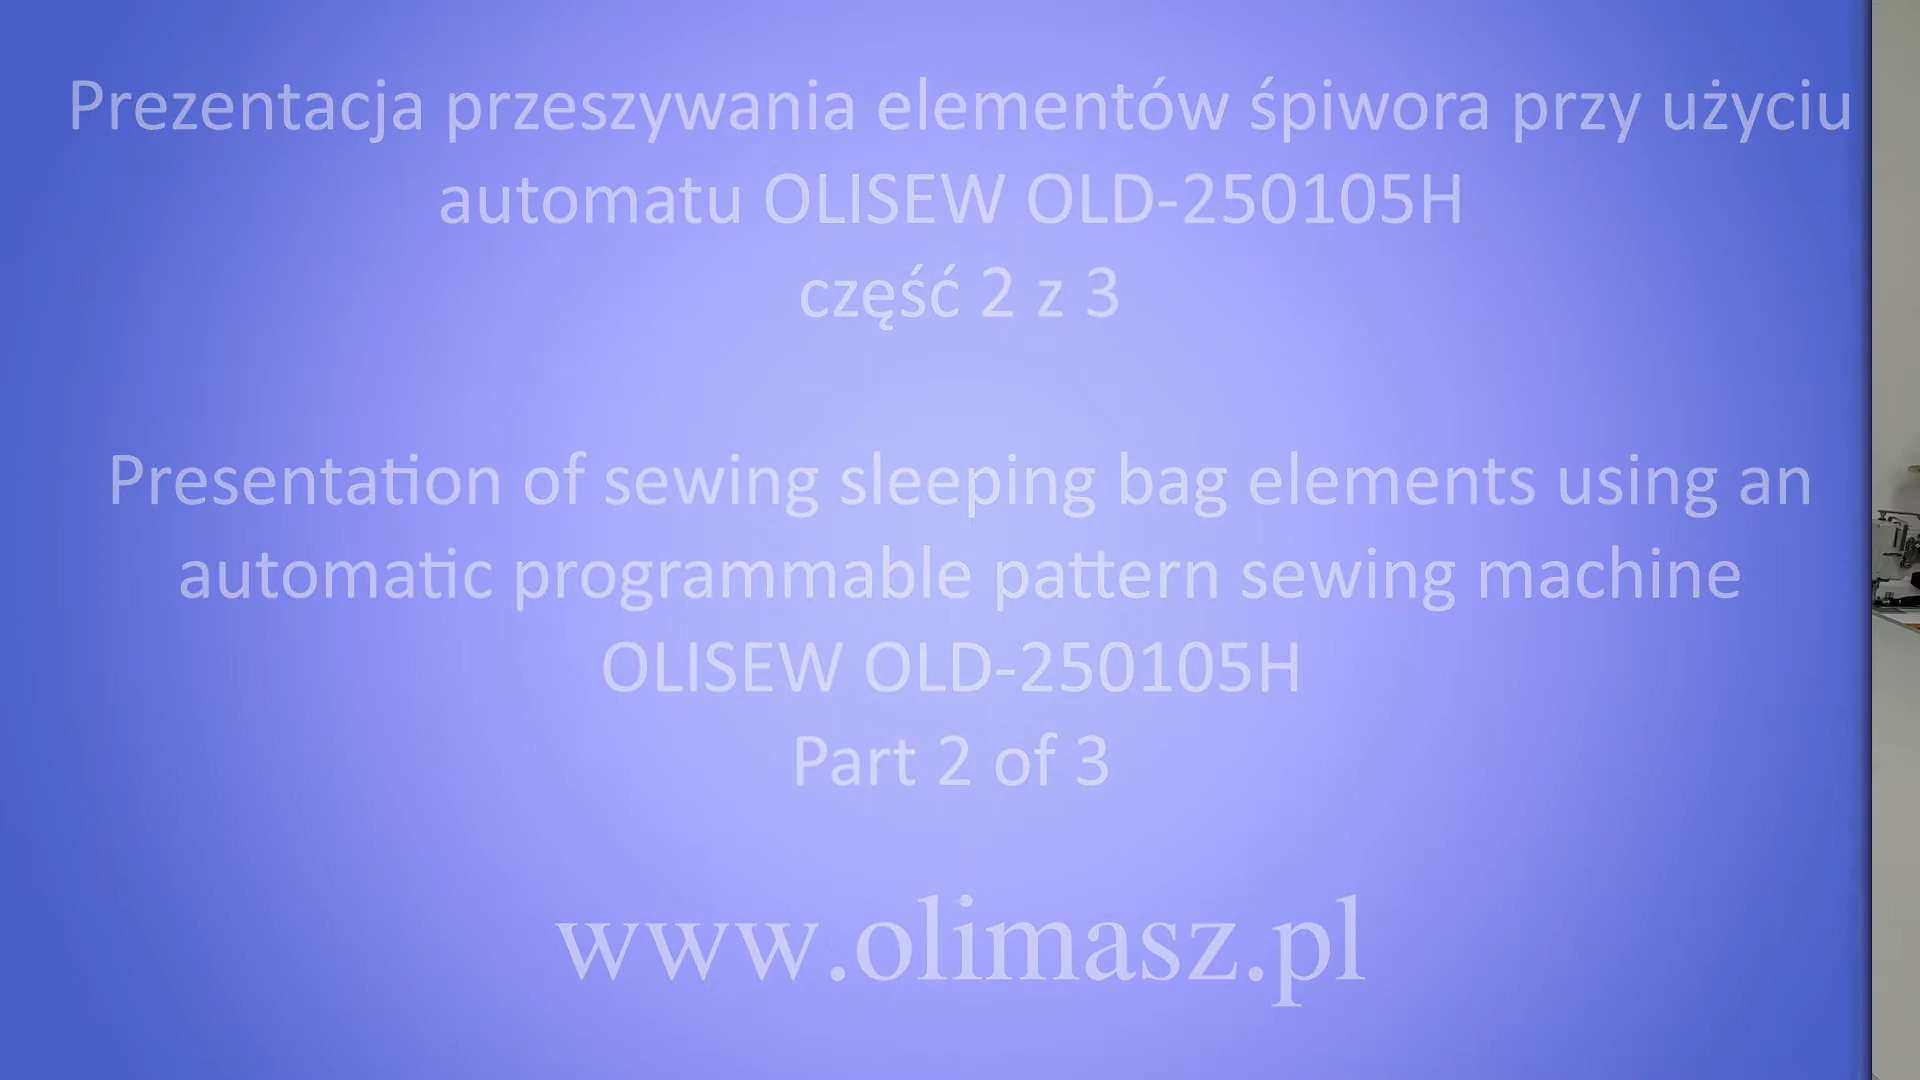 Prezentacja przeszywania elementów śpiwora przy użyciu
automatu OLISEW OLD-250105H
część 2 z 3
Presentation of sewing sleeping bag elements using an
automatic programmable pattern sewing machine
OLISEW OLD-250105H
Part 2 of 3
www.olimasz.pl